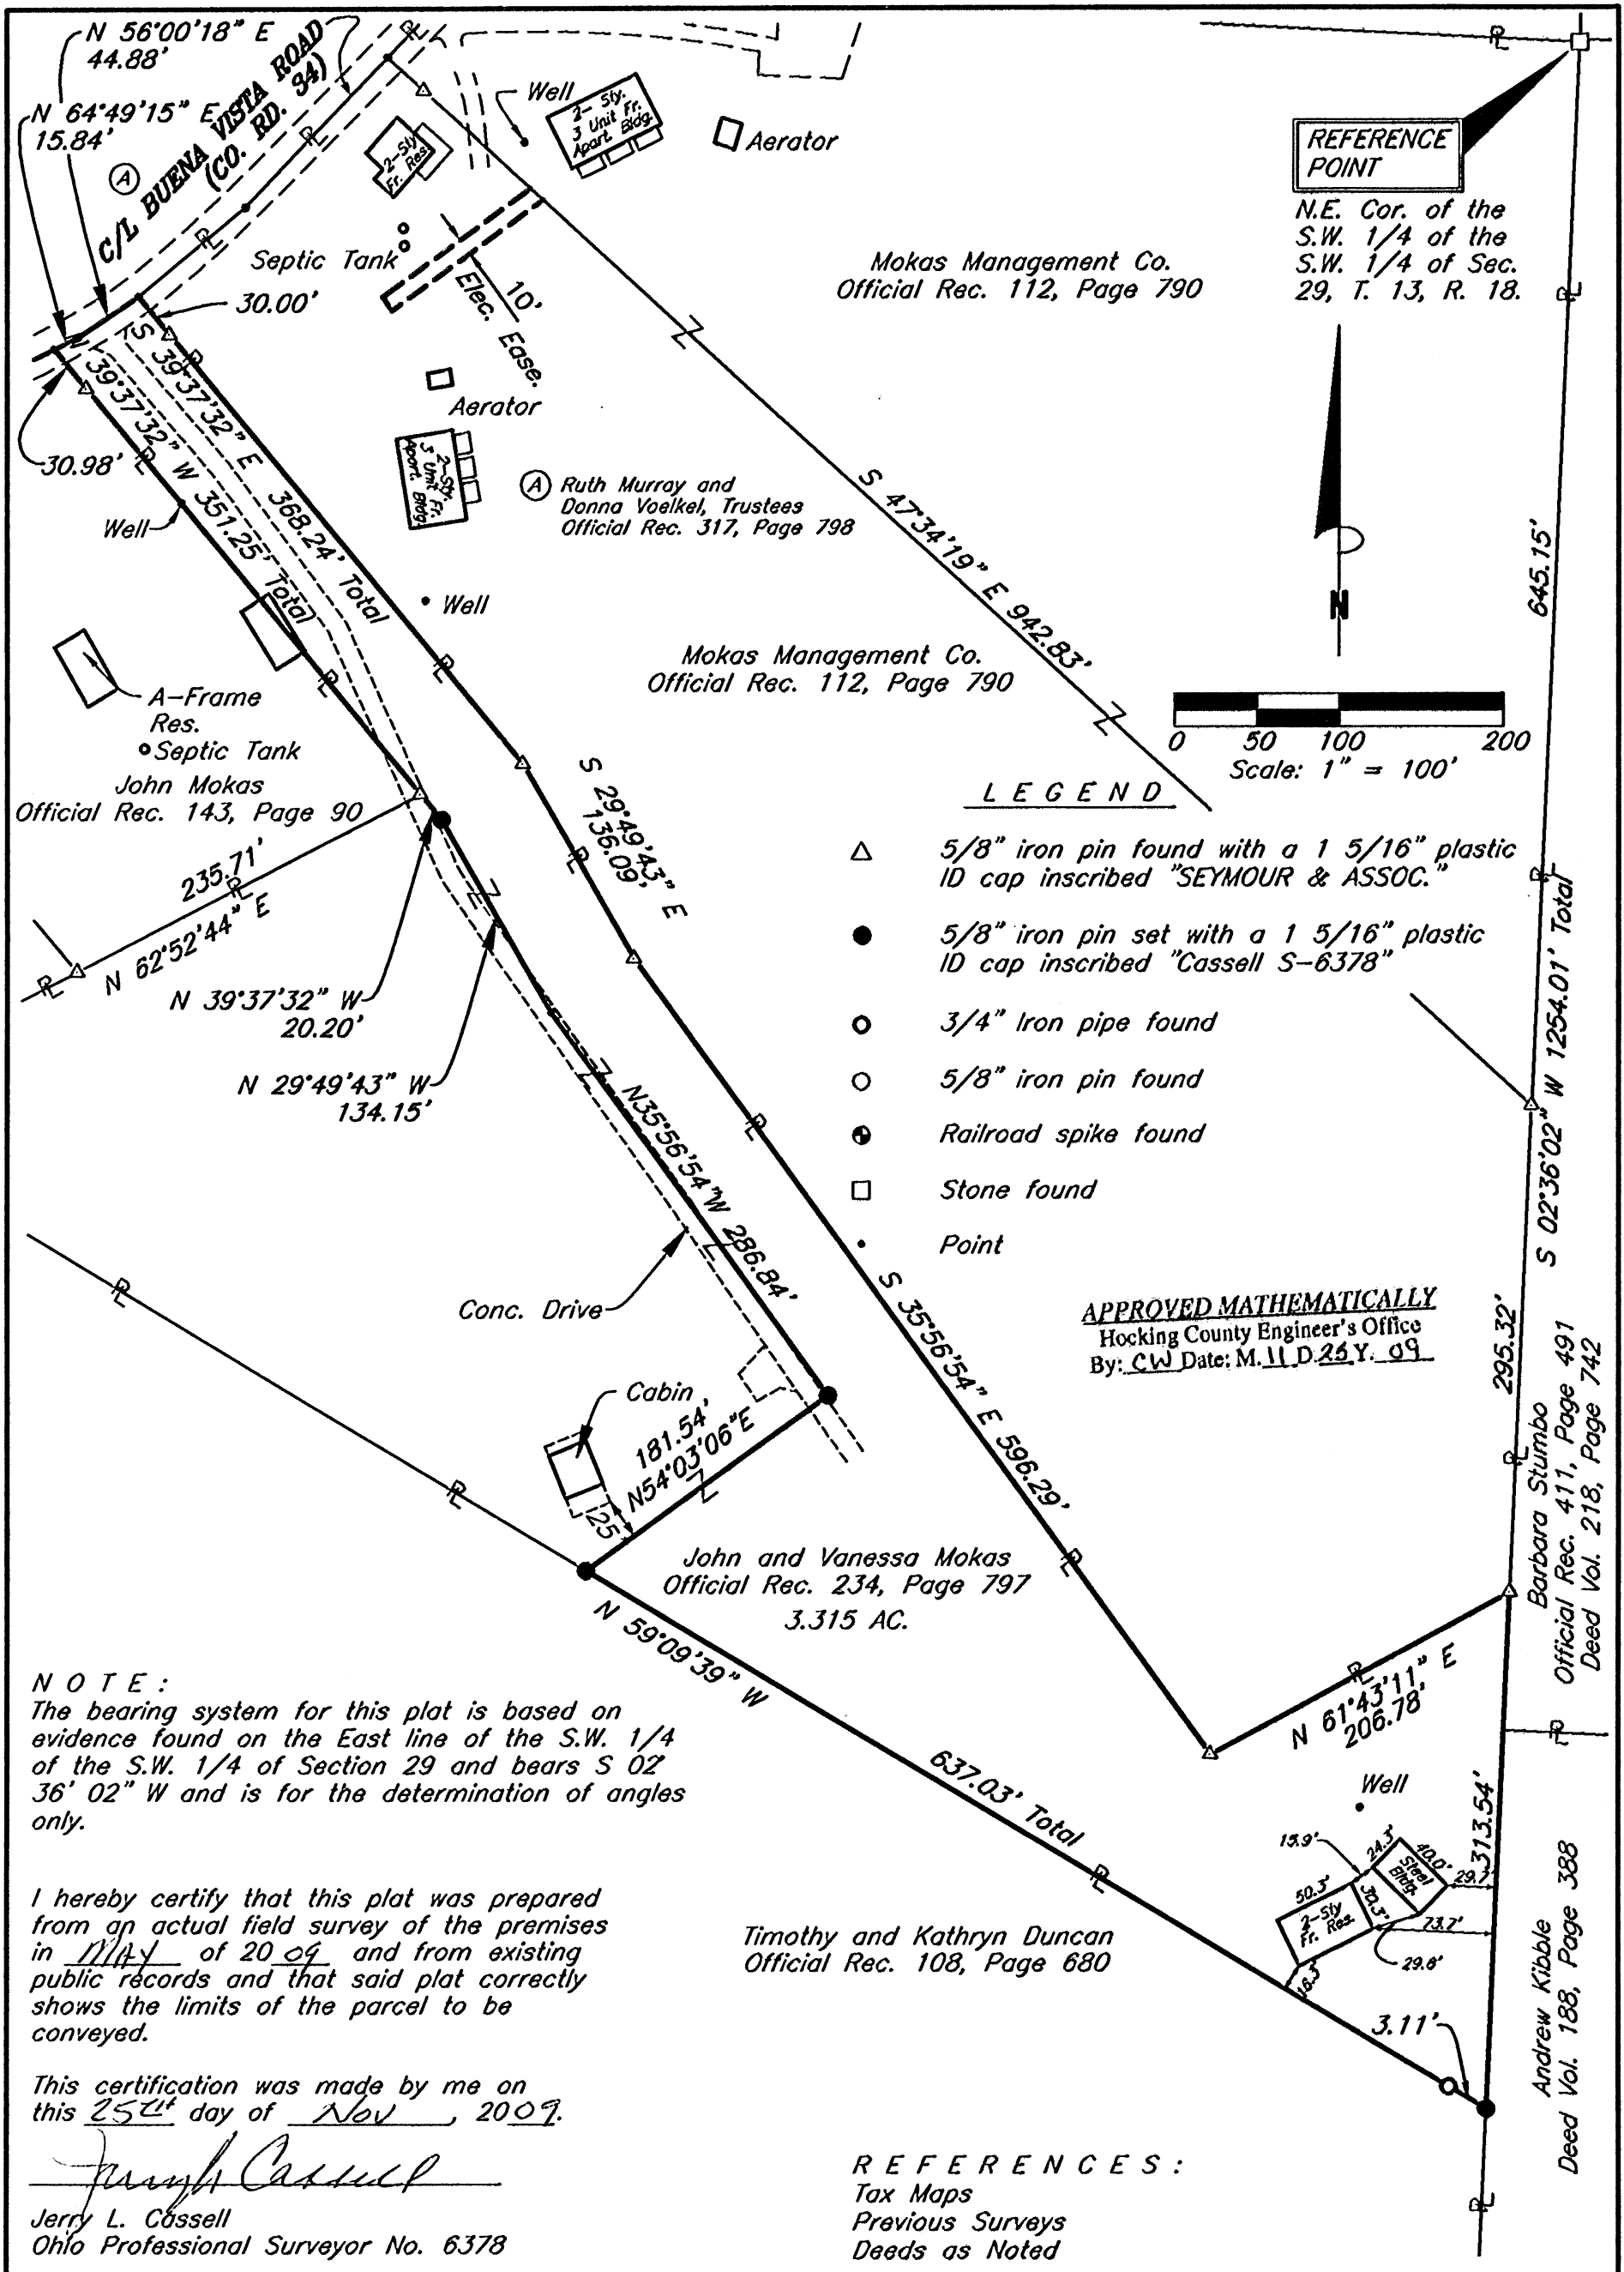 N 56°00'18" E
44.88'
N 64°49'15" E
15.84'
C/L BUENA VISTA ROAD
(CO. RD. 94)
A
Well
2- Sty.
3 Unit Fr.
Apart. Bldg.
Aerator
2-Sty
Fr. Res.
REFERENCE
POINT
N.E. Cor. of the
S.W. 1/4 of the
S.W. 1/4 of Sec.
29, T. 13, R. 18.
Septic Tank
30.00'
10'
Elec. Ease.
Mokas Management Co.
Official Rec. 112, Page 790
S 39°37'32" E 368.24' Total
N 39°37'32" W 351.25' Total
30.98'
Well
Aerator
2-Sty.
3 Unit Fr.
Apart. Bldg.
A Ruth Murray and
Donna Voelkel, Trustees
Official Rec. 317, Page 798
S 47°34'19" E 942.83'
N
645.15'
Well
Mokas Management Co.
Official Rec. 112, Page 790
A-Frame
Res.
Septic Tank
John Mokas
Official Rec. 143, Page 90
0 50 100 200
Scale: 1" = 100'
S 29°49'43" E
136.09'
LEGEND
5/8" iron pin found with a 1 5/16" plastic
ID cap inscribed "SEYMOUR & ASSOC."
5/8" iron pin set with a 1 5/16" plastic
ID cap inscribed "Cassell S-6378"
3/4" Iron pipe found
5/8" iron pin found
Railroad spike found
Stone found
Point
235.71'
N 62°52'44" E
N 39°37'32" W
20.20'
N 29°49'43" W
134.15'
S 02°36'02" W 1254.01' Total
N35°56'54"W 286.84'
Conc. Drive
S 35°56'54" E 596.29'
APPROVED MATHEMATICALLY
Hocking County Engineer's Office
By: CW Date: M. 11 D. 25 Y. 09
295.32'
Barbara Stumbo
Official Rec. 411, Page 491
Deed Vol. 218, Page 742
Cabin
181.54'
N54°03'06"E
25'
John and Vanessa Mokas
Official Rec. 234, Page 797
3.315 AC.
N 59°09'39" W
637.03' Total
N 61°43'11" E
206.78'
NOTE:
The bearing system for this plat is based on
evidence found on the East line of the S.W. 1/4
of the S.W. 1/4 of Section 29 and bears S 02°
36' 02" W and is for the determination of angles
only.
Well
313.54'
15.9'
24.3'
40.0'
Steel
Bldg.
29.7'
50.3'
30.3'
2-Sty
Fr. Res.
73.7'
29.6'
18.3'
3.11'
I hereby certify that this plat was prepared
from an actual field survey of the premises
in MAY of 2009 and from existing
public records and that said plat correctly
shows the limits of the parcel to be
conveyed.
Timothy and Kathryn Duncan
Official Rec. 108, Page 680
Andrew Kibble
Deed Vol. 188, Page 388
This certification was made by me on
this 25th day of Nov, 2009.
Jerry L. Cassell
Ohio Professional Surveyor No. 6378
REFERENCES:
Tax Maps
Previous Surveys
Deeds as Noted